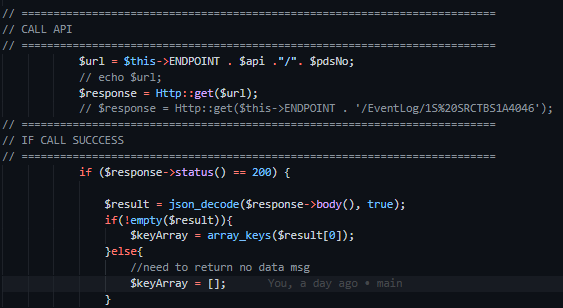 // ==========================================================================
// CALL API
// ==========================================================================
$url = $this->ENDPOINT . $api ."/". $pdsNo;
// echo $url;
$response = Http::get($url);
// $response = Http::get($this->ENDPOINT . '/EventLog/1S%20SRCTBS1A4046');
// ==========================================================================
// IF CALL SUCCCESS
// ==========================================================================
if ($response->status() == 200) {
$result = json_decode($response->body(), true);
if(!empty($result)){
$keyArray = array_keys($result[0]);
}else{
//need to return no data msg
$keyArray = []; You, a day ago • main
}